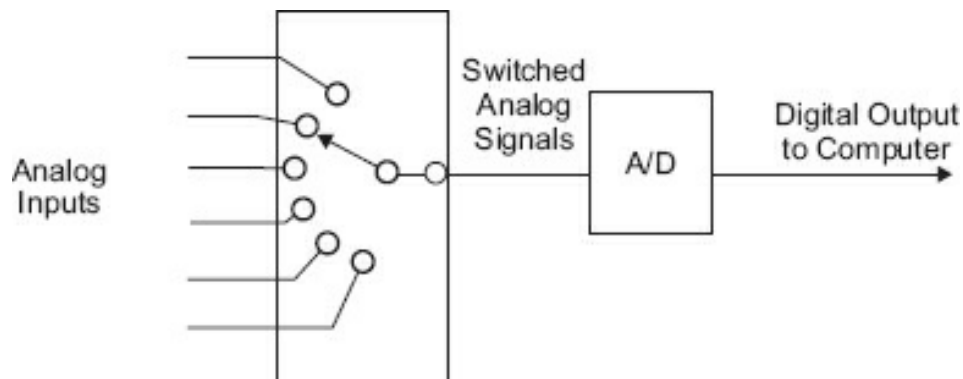 Analog
Inputs
Switched
Analog
Signals
A/D
Digital Output
to Computer